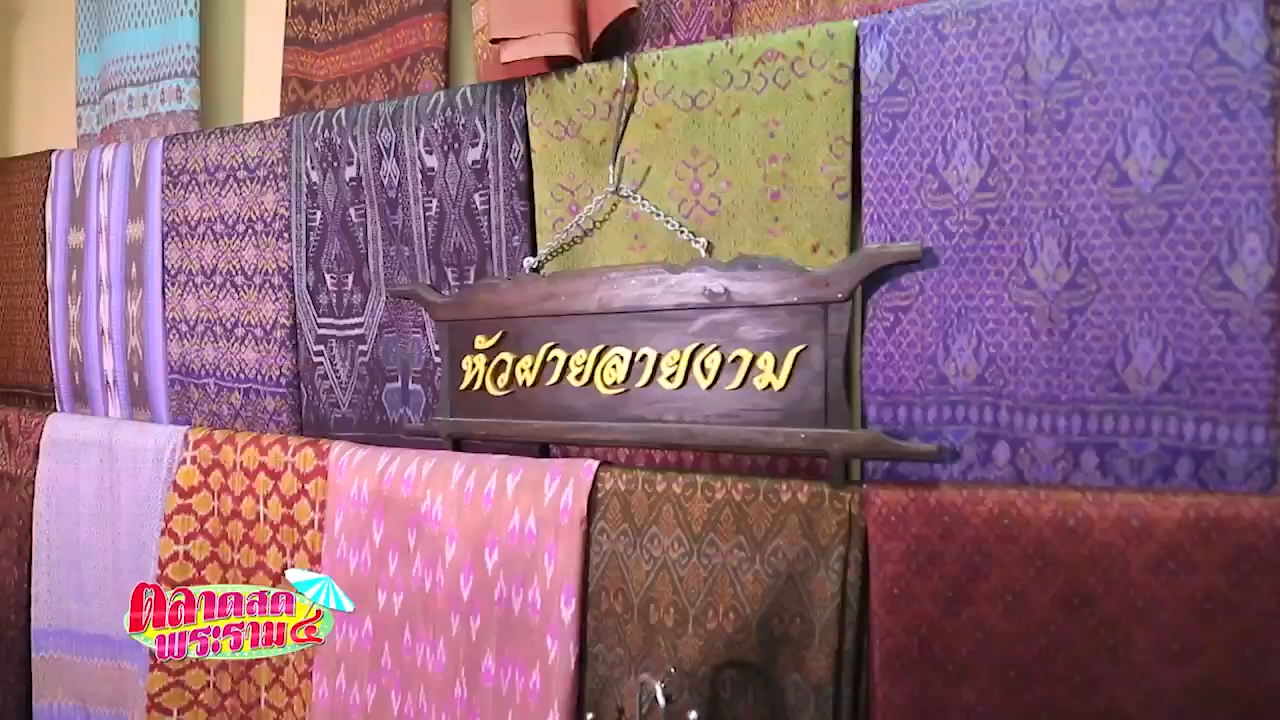 หัวฝายลายงาม
ตลาดสด
พระราม ๔